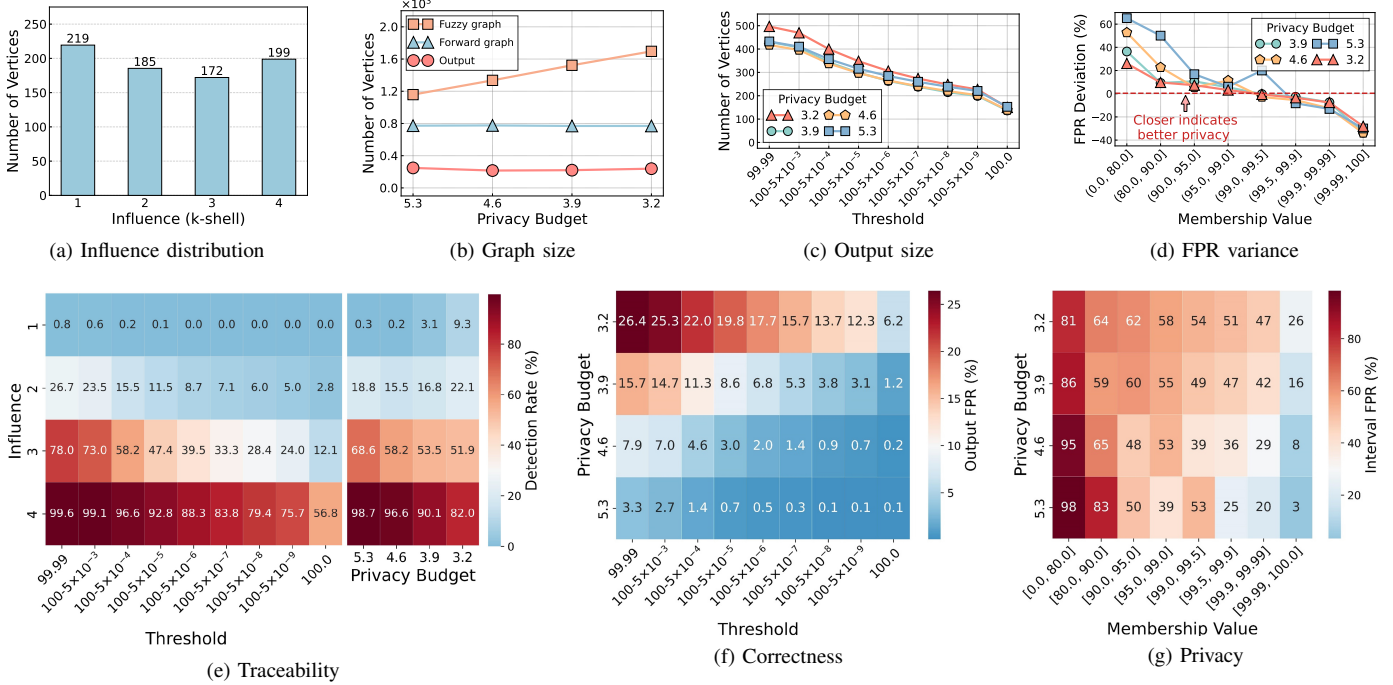 Number of Vertices
250
200
150
100
50
0
219
185
172
199
1 2 3 4
Influence (k-shell)
(a) Influence distribution
×10³
Number of Vertices
2.0
1.6
1.2
0.8
0.4
0.0
Fuzzy graph
Forward graph
Output
5.3 4.6 3.9 3.2
Privacy Budget
(b) Graph size
Number of Vertices
500
400
300
200
100
0
Privacy Budget
3.2 4.6
3.9 5.3
99.99 100-5×10⁻³ 100-5×10⁻⁴ 100-5×10⁻⁵ 100-5×10⁻⁶ 100-5×10⁻⁷ 100-5×10⁻⁸ 100-5×10⁻⁹ 100.0
Threshold
(c) Output size
FPR Deviation (%)
60
40
20
0
−20
−40
Privacy Budget
3.9 5.3
4.6 3.2
Closer indicates
better privacy
(0.0, 80.0] (80.0, 90.0] (90.0, 95.0] (95.0, 99.0] (99.0, 99.5] (99.5, 99.9] (99.9, 99.99] (99.99, 100]
Membership Value
(d) FPR variance
Influence
1 0.8 0.6 0.2 0.1 0.0 0.0 0.0 0.0 0.0 0.3 0.2 3.1 9.3
2 26.7 23.5 15.5 11.5 8.7 7.1 6.0 5.0 2.8 18.8 15.5 16.8 22.1
3 78.0 73.0 58.2 47.4 39.5 33.3 28.4 24.0 12.1 68.6 58.2 53.5 51.9
4 99.6 99.1 96.6 92.8 88.3 83.8 79.4 75.7 56.8 98.7 96.6 90.1 82.0
99.99 100-5×10⁻³ 100-5×10⁻⁴ 100-5×10⁻⁵ 100-5×10⁻⁶ 100-5×10⁻⁷ 100-5×10⁻⁸ 100-5×10⁻⁹ 100.0
Threshold
5.3 4.6 3.9 3.2
Privacy Budget
80
60
40
20
0
Detection Rate (%)
(e) Traceability
Privacy Budget
3.2 26.4 25.3 22.0 19.8 17.7 15.7 13.7 12.3 6.2
3.9 15.7 14.7 11.3 8.6 6.8 5.3 3.8 3.1 1.2
4.6 7.9 7.0 4.6 3.0 2.0 1.4 0.9 0.7 0.2
5.3 3.3 2.7 1.4 0.7 0.5 0.3 0.1 0.1 0.1
99.99 100-5×10⁻³ 100-5×10⁻⁴ 100-5×10⁻⁵ 100-5×10⁻⁶ 100-5×10⁻⁷ 100-5×10⁻⁸ 100-5×10⁻⁹ 100.0
Threshold
25
20
15
10
5
Output FPR (%)
(f) Correctness
Privacy Budget
3.2 81 64 62 58 54 51 47 26
3.9 86 59 60 55 49 47 42 16
4.6 95 65 48 53 39 36 29 8
5.3 98 83 50 39 53 25 20 3
[0.0, 80.0] [80.0, 90.0] [90.0, 95.0] [95.0, 99.0] [99.0, 99.5] [99.5, 99.9] [99.9, 99.99] [99.99, 100.0]
Membership Value
80
60
40
20
Interval FPR (%)
(g) Privacy